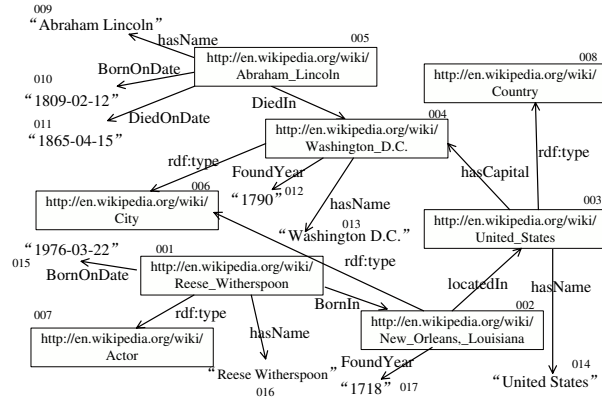 009
“Abraham Lincoln”
hasName
005
http://en.wikipedia.org/wiki/
Abraham_Lincoln
008
http://en.wikipedia.org/wiki/
Country
010
BornOnDate
“1809-02-12”
011
DiedOnDate
“1865-04-15”
DiedIn
004
http://en.wikipedia.org/wiki/
Washington_D.C.
rdf:type
rdf:type
FoundYear
hasCapital
006
http://en.wikipedia.org/wiki/
City
“1790”
012
hasName
013
“Washington D.C.”
003
http://en.wikipedia.org/wiki/
United_States
“1976-03-22”
015
BornOnDate
001
http://en.wikipedia.org/wiki/
Reese_Witherspoon
rdf:type
locatedIn
hasName
BornIn
002
http://en.wikipedia.org/wiki/
New_Orleans,_Louisiana
007
http://en.wikipedia.org/wiki/
Actor
rdf:type
hasName
“Reese Witherspoon”
016
FoundYear
“1718”
017
014
“United States”